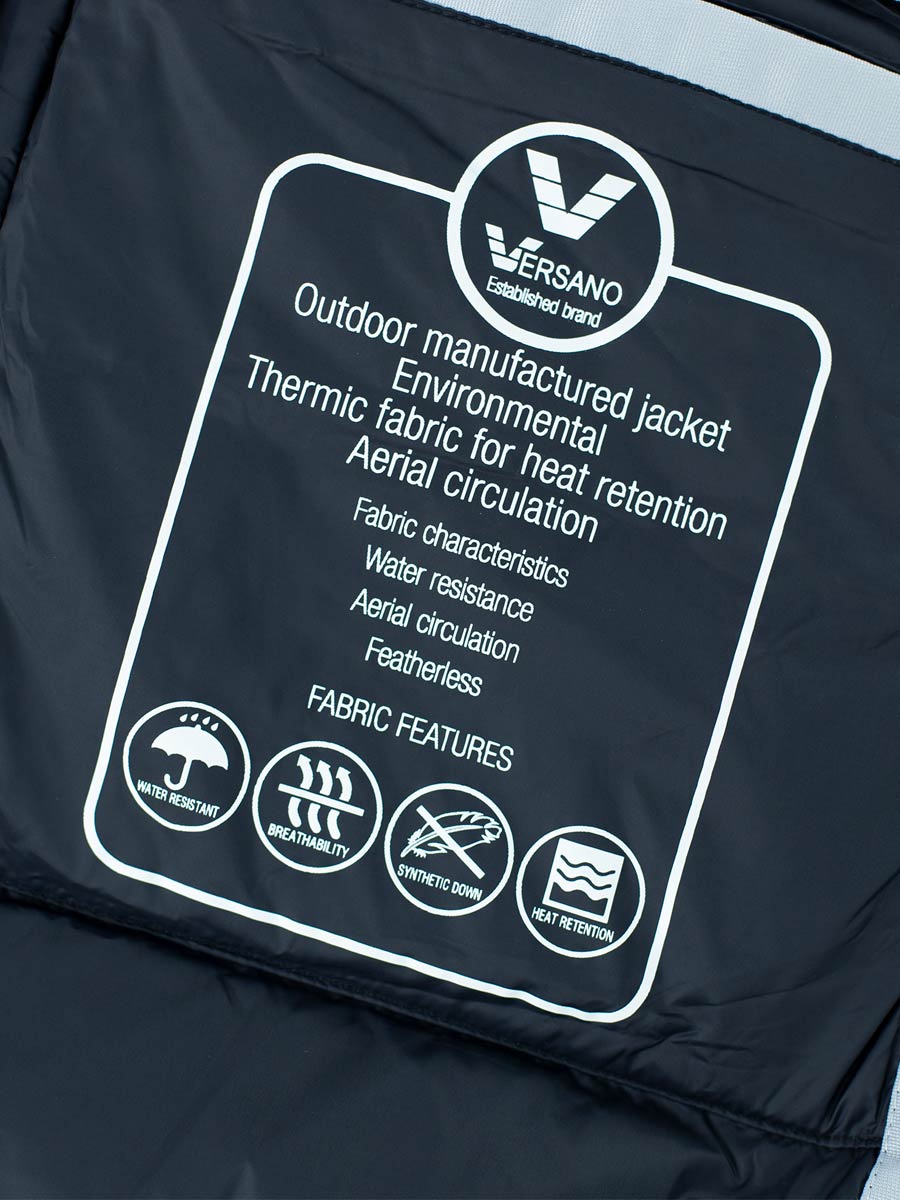 VERSANO
Established brand
Outdoor manufactured jacket
Environmental
Thermic fabric for heat retention
Aerial circulation
Fabric characteristics
Water resistance
Aerial circulation
Featherless
FABRIC FEATURES
WATER RESISTANT
BREATHABILITY
SYNTHETIC DOWN
HEAT RETENTION